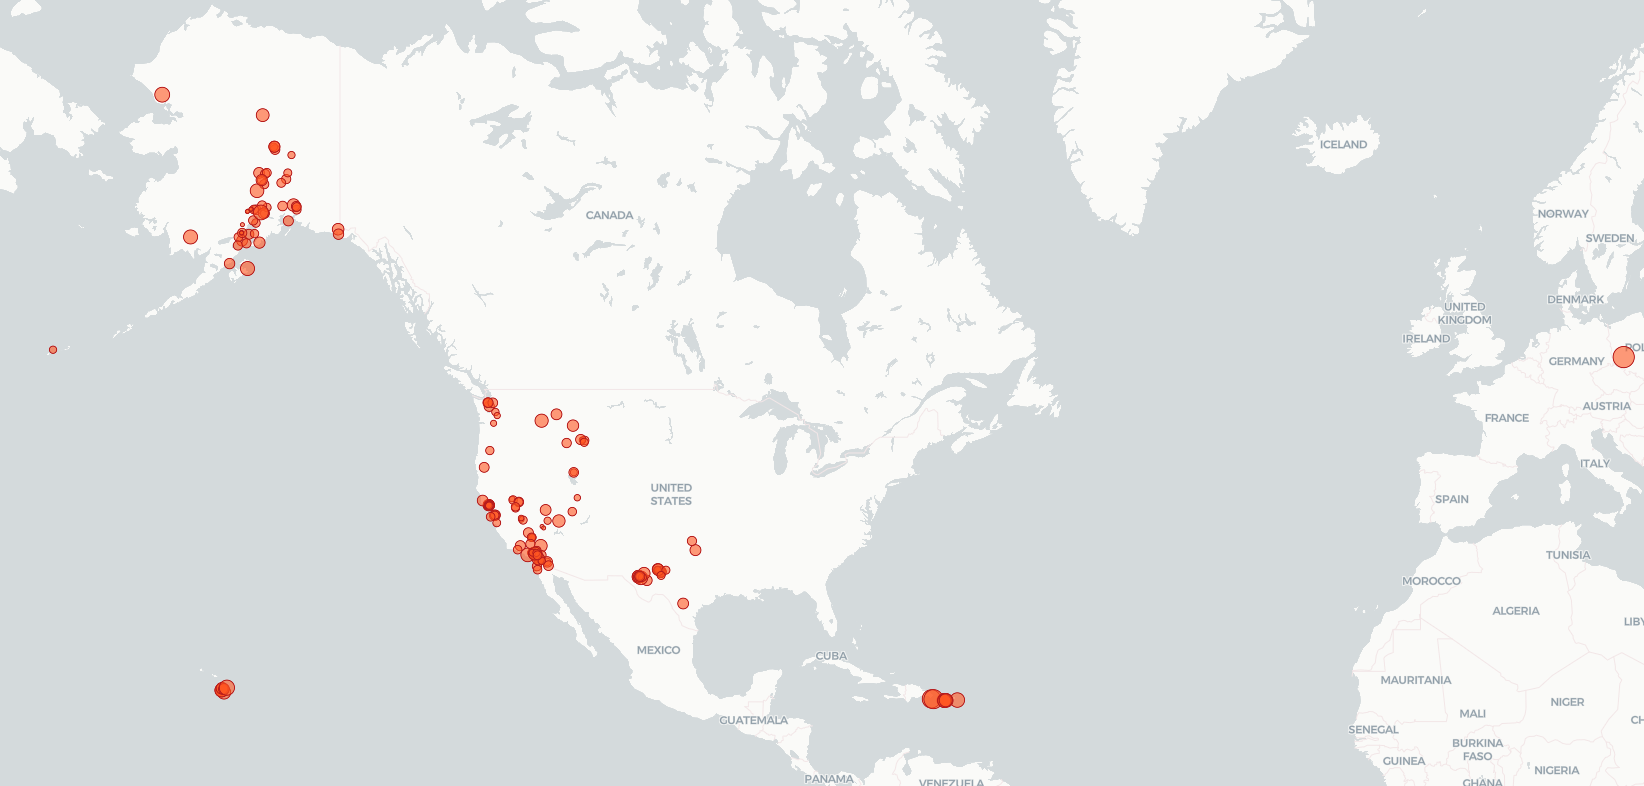 ICELAND
CANADA
NORWAY
SWEDEN
DENMARK
UNITED
KINGDOM
IRELAND
POL
GERMANY
AUSTRIA
FRANCE
ITALY
SPAIN
UNITED
STATES
TUNISIA
MOROCCO
ALGERIA
LIBY
MEXICO
CUBA
MAURITANIA
NIGER
MALI
CH
GUATEMALA
SENEGAL
BURKINA
FASO
GUINEA
NIGERIA
PANAMA
VENEZUELA
GHANA